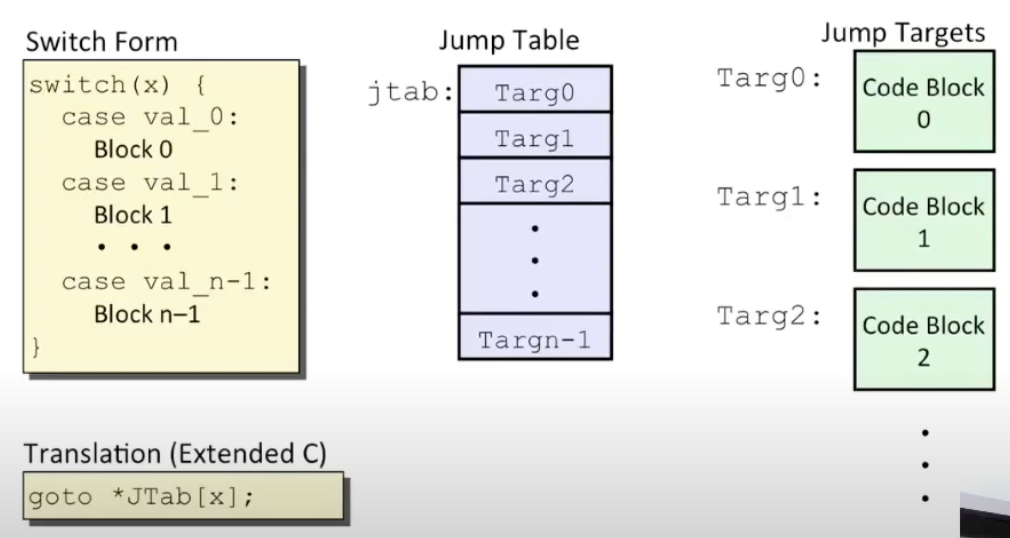 Switch Form
switch(x) {
case val_0:
Block 0
case val_1:
Block 1
• • •
case val_n-1:
Block n–1
}
Translation (Extended C)
goto *JTab[x];
Jump Table
jtab:
Targ0
Targ1
Targ2
•
•
•
Targn-1
Jump Targets
Targ0:
Code Block
0
Targ1:
Code Block
1
Targ2:
Code Block
2
•
•
•